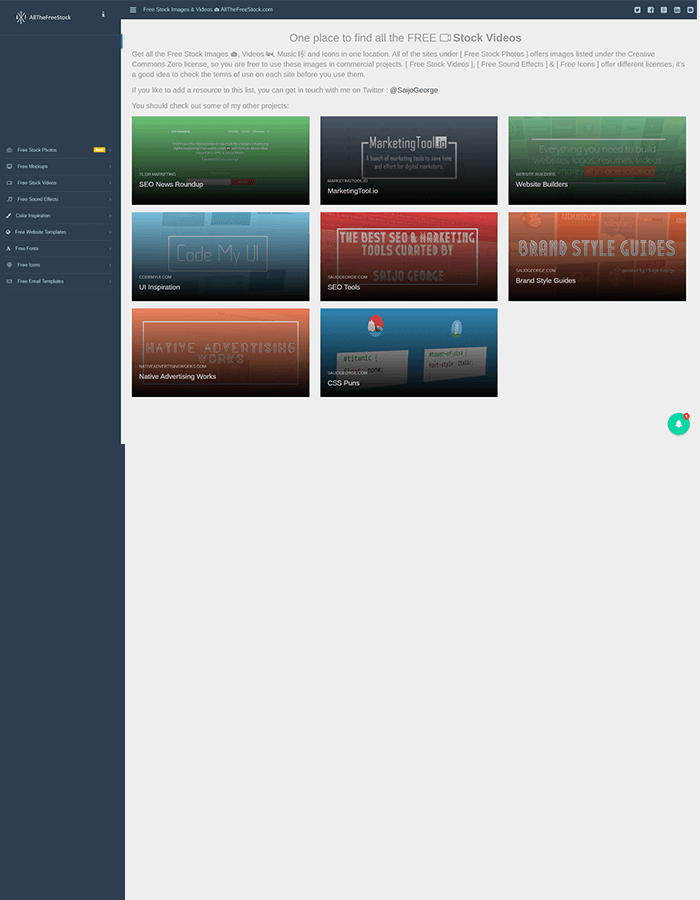 AllTheFreeStock
Free Stock Images & Videos AllTheFreeStock.com
Free Stock Photos
Free Mockups
Free Stock Videos
Free Sound Effects
Color Inspiration
Free Website Templates
Free Fonts
Free Icons
Free Email Templates
One place to find all the FREE Stock Videos
Get all the Free Stock Images , Videos , Music and Icons in one location. All of the sites under [ Free Stock Photos ] offers images listed under the Creative
Commons Zero license, so you are free to use these images in commercial projects. [ Free Stock Videos ], [ Free Sound Effects ] & [ Free Icons ] offer different licenses, it's
a good idea to check the terms of use on each site before you use them.
If you like to add a resource to this list, you can get in touch with me on Twitter : @SaijoGeorge
You should check out some of my other projects:
TL;DR MARKETING
SEO News Roundup
MarketingTool.io
A bunch of marketing tools to save time
and effort for digital marketers.
MARKETINGTOOL.IO
MarketingTool.io
Everything you need to build
websites, logos, resumes, videos
& more, all in one location
WEBSITE BUILDERS
Website Builders
Code My UI
CODEMYUI.COM
UI Inspiration
THE BEST SEO & MARKETING
TOOLS CURATED BY
SAIJO GEORGE
SAIJOGEORGE.COM
SEO Tools
BRAND STYLE GUIDES
curated by : Saijo George
SAIJOGEORGE.COM
Brand Style Guides
NATIVE ADVERTISING
WORKS
NATIVEADVERTISINGWORKS.COM
Native Advertising Works
#titanic {
float: none;
#tower-of-pisa {
font-style: italic;
SAIJOGEORGE.COM
CSS Puns
1